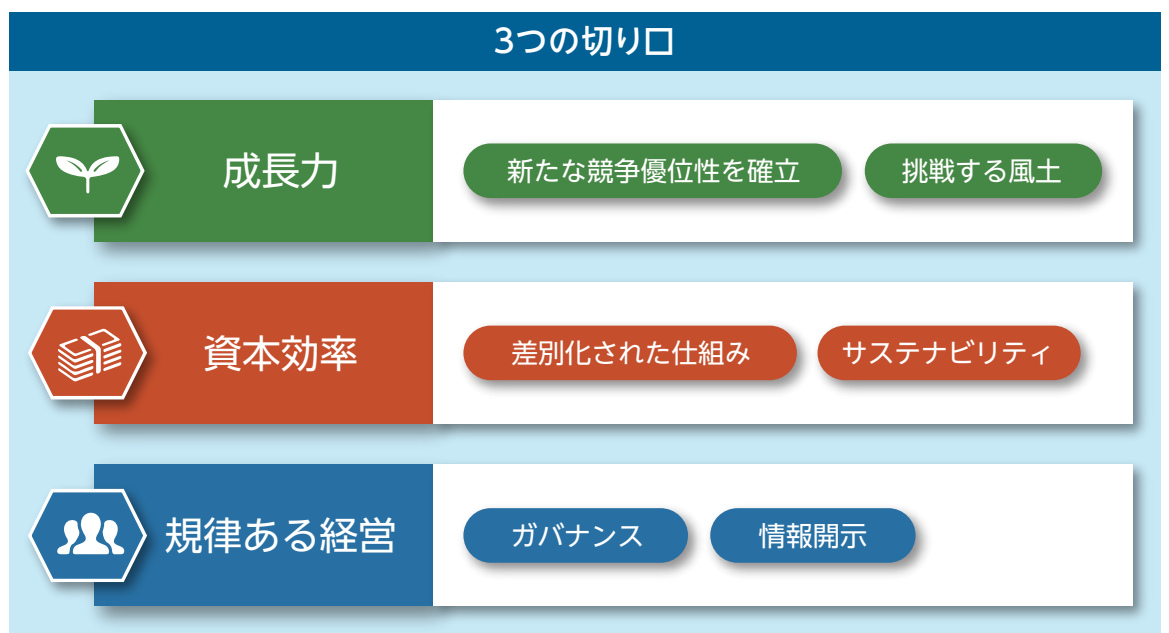 3つの切り口
成長力
新たな競争優位性を確立
挑戦する風土
資本効率
差別化された仕組み
サステナビリティ
規律ある経営
ガバナンス
情報開示